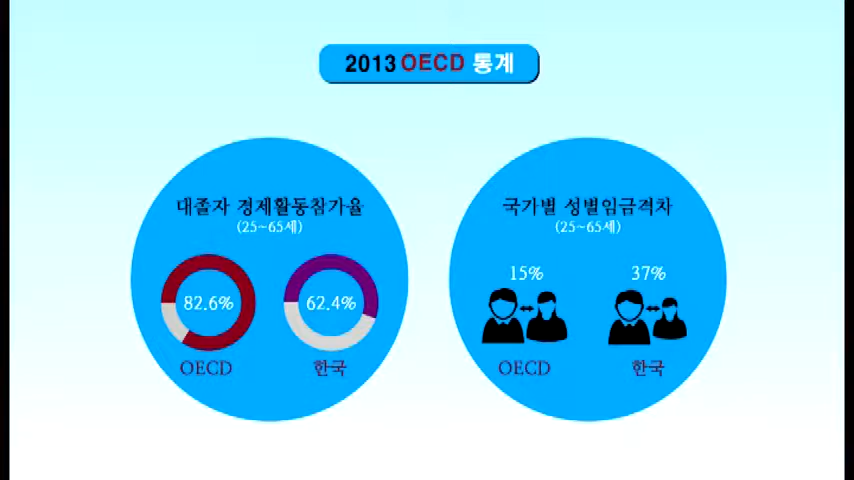 2013 OECD 통계
대졸자 경제활동참가율
(25~65세)
82.6%
62.4%
OECD
한국
국가별 성별임금격차
(25~65세)
15%
37%
OECD
한국